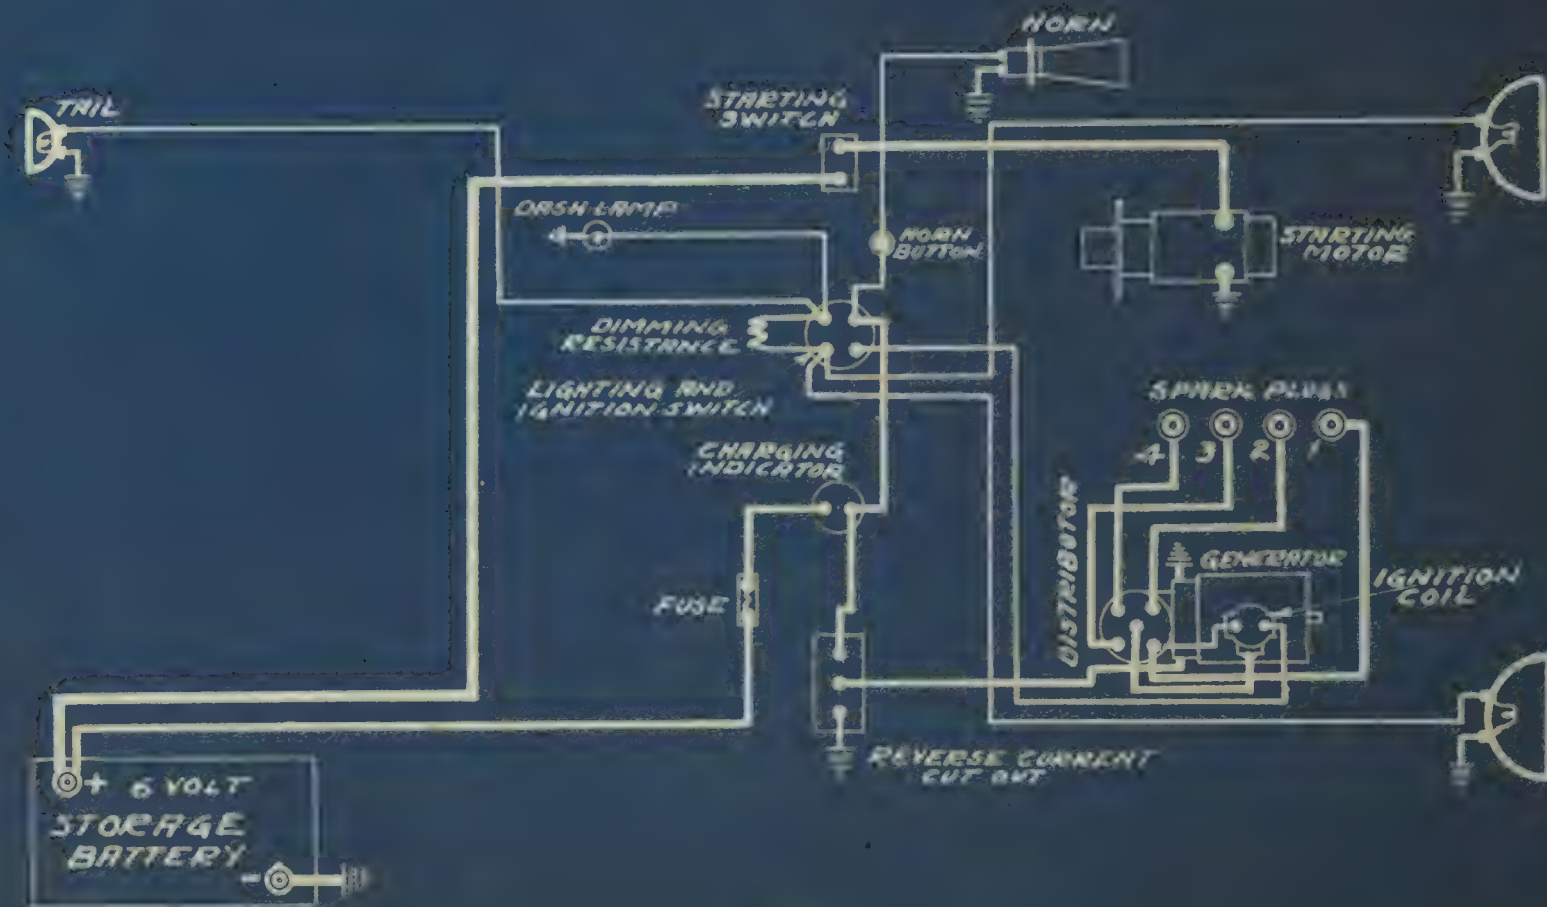 HORN
TAIL
STARTING
SWITCH
DASH LAMP
HORN
BUTTON
STARTING
MOTOR
DIMMING
RESISTANCE
LIGHTING AND
IGNITION SWITCH
SPARK PLUGS
4 3 2 1
CHARGING
INDICATOR
DISTRIBUTOR
GENERATOR
IGNITION
COIL
FUSE
REVERSE CURRENT
CUT OUT
+ 6 VOLT
STORAGE
BATTERY
-